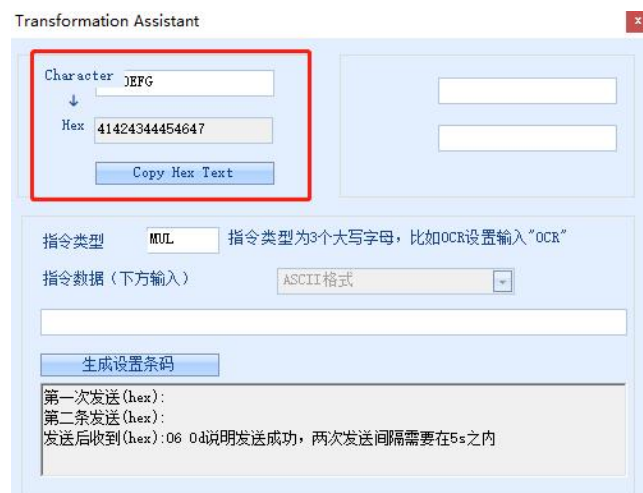 Transformation Assistant
x
Character
DEFG
↓
Hex 41424344454647
Copy Hex Text
指令类型 MUL 指令类型为3个大写字母，比如OCR设置输入"OCR"
指令数据（下方输入） ASCII格式
生成设置条码
第一次发送(hex):
第二条发送(hex):
发送后收到(hex):06 0d说明发送成功，两次发送间隔需要在5s之内